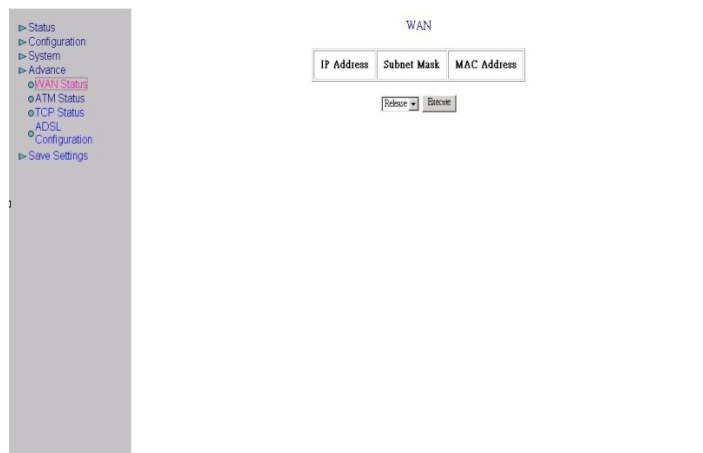 Status
Configuration
System
Advance
WAN Status
ATM Status
TCP Status
ADSL
Configuration
Save Settings
WAN
IP Address Subnet Mask MAC Address
Release Execute